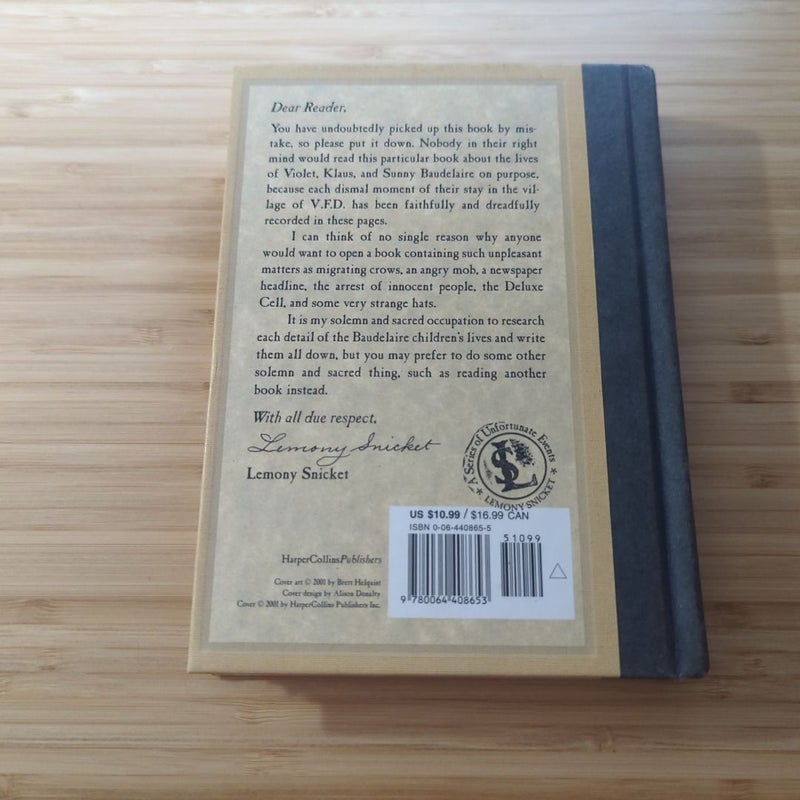 Dear Reader,
You have undoubtedly picked up this book by mis-
take, so please put it down. Nobody in their right
mind would read this particular book about the lives
of Violet, Klaus, and Sunny Baudelaire on purpose,
because each dismal moment of their stay in the vil-
lage of V.F.D. has been faithfully and dreadfully
recorded in these pages.
I can think of no single reason why anyone
would want to open a book containing such unpleasant
matters as migrating crows, an angry mob, a newspaper
headline, the arrest of innocent people, the Deluxe
Cell, and some very strange hats.
It is my solemn and sacred occupation to research
each detail of the Baudelaire children's lives and write
them all down, but you may prefer to do some other
solemn and sacred thing, such as reading another
book instead.
With all due respect,
Lemony Snicket
Lemony Snicket
A Series of Unfortunate Events
LS
★ LEMONY SNICKET ★
US $10.99 / $16.99 CAN
ISBN 0-06-440865-5
51099
9 780064 408653
HarperCollinsPublishers
Cover art © 2001 by Brett Helquist
Cover design by Alison Donalty
Cover © 2001 by HarperCollins Publishers Inc.